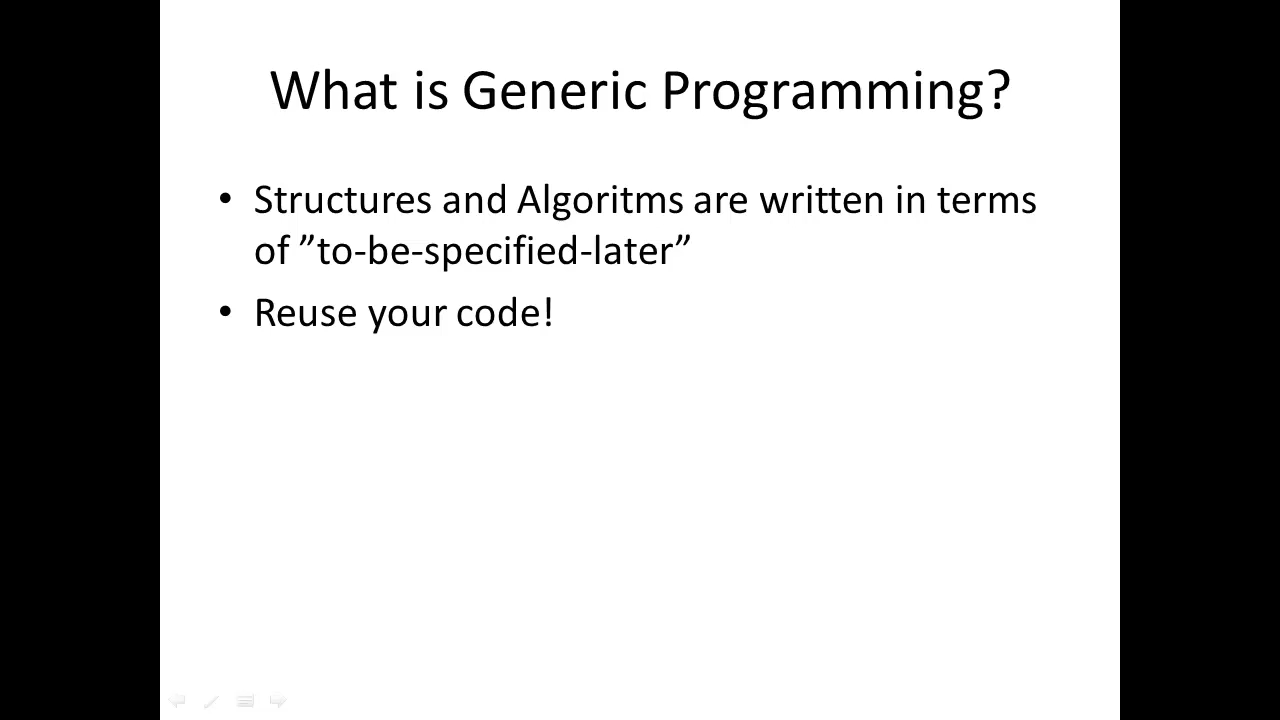 What is Generic Programming?
• Structures and Algoritms are written in terms
of ”to-be-specified-later”
• Reuse your code!